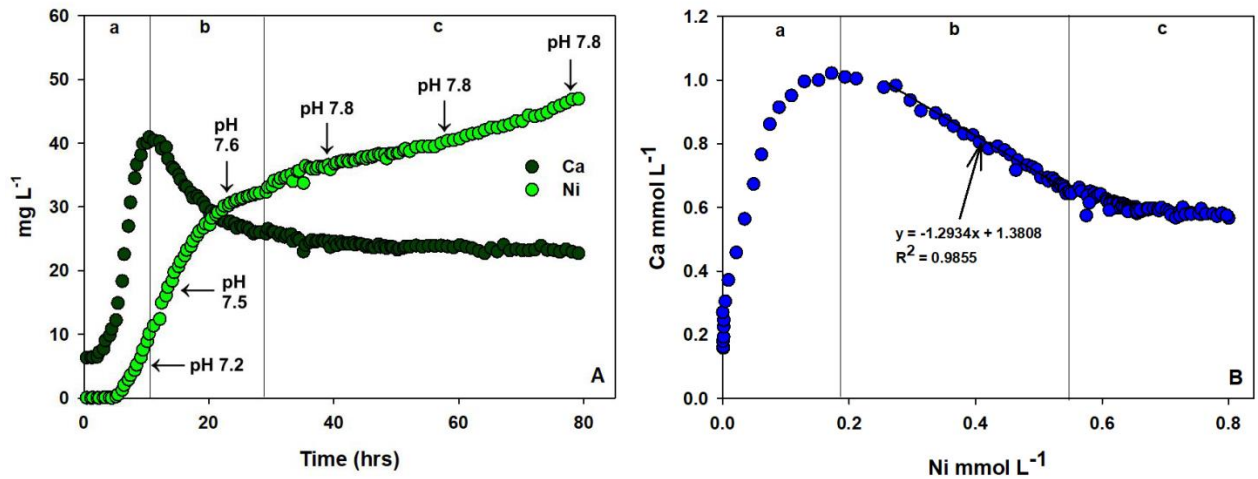 a
b
c
60
50
40
30
20
10
0
mg L-1
0
20
40
60
80
Time (hrs)
pH 7.8
pH 7.8
pH 7.8
pH
7.6
pH
7.5
pH 7.2
Ca
Ni
A
a
b
c
1.2
1.0
0.8
0.6
0.4
0.2
0.0
Ca mmol L-1
0.0
0.2
0.4
0.6
0.8
Ni mmol L-1
y = -1.2934x + 1.3808
R2 = 0.9855
B